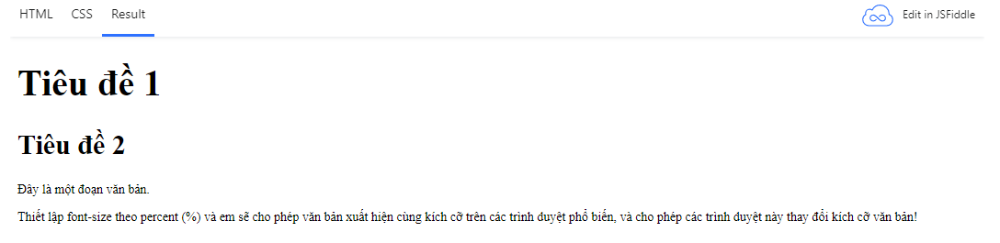 HTML CSS Result Edit in JSFiddle
Tiêu đề 1
Tiêu đề 2
Đây là một đoạn văn bản.
Thiết lập font-size theo percent (%) và em sẽ cho phép văn bản xuất hiện cùng kích cỡ trên các trình duyệt phổ biến, và cho phép các trình duyệt này thay đổi kích cỡ văn bản!